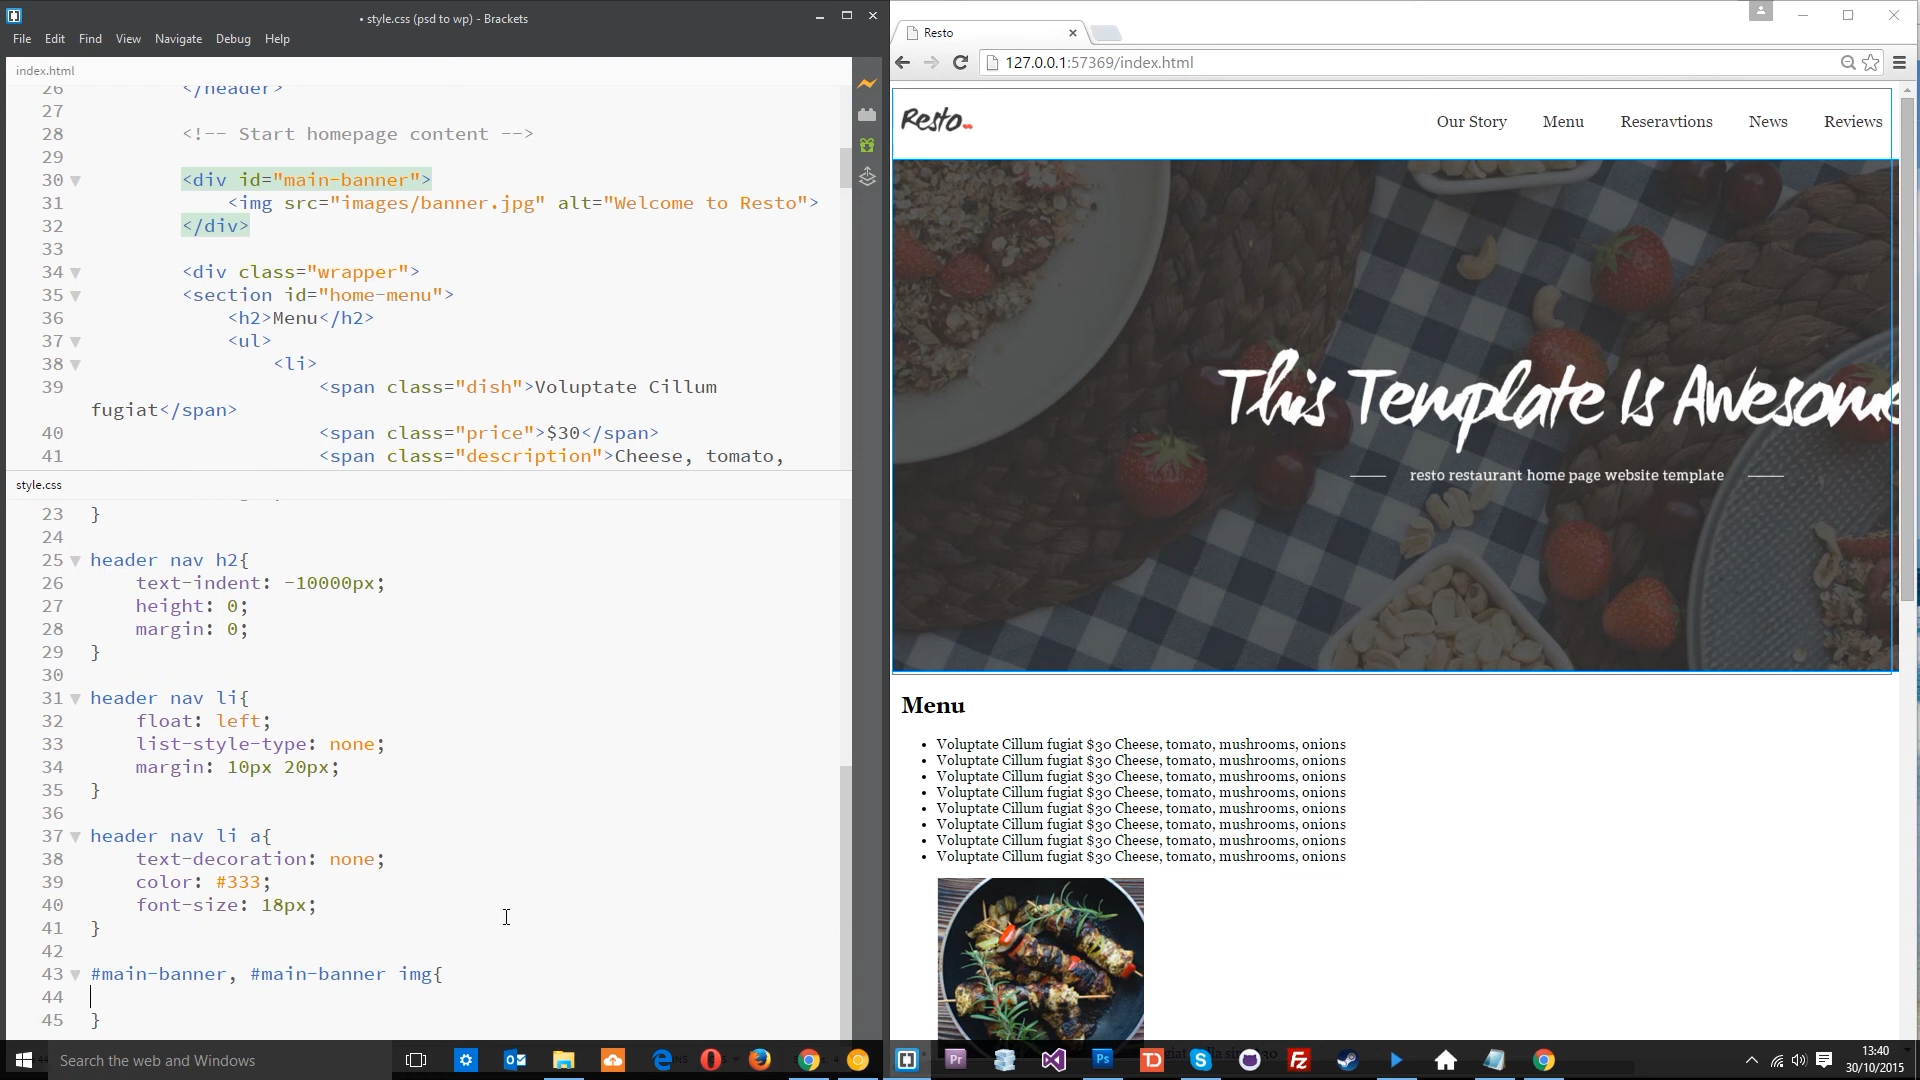 • style.css (psd to wp) - Brackets
File Edit Find View Navigate Debug Help
index.html
26 </header>
27
28 <!-- Start homepage content -->
29
30 <div id="main-banner">
31 <img src="images/banner.jpg" alt="Welcome to Resto">
32 </div>
33
34 <div class="wrapper">
35 <section id="home-menu">
36 <h2>Menu</h2>
37 <ul>
38 <li>
39 <span class="dish">Voluptate Cillum
fugiat</span>
40 <span class="price">$30</span>
41 <span class="description">Cheese, tomato,
style.css
23 }
24
25 header nav h2{
26 text-indent: -10000px;
27 height: 0;
28 margin: 0;
29 }
30
31 header nav li{
32 float: left;
33 list-style-type: none;
34 margin: 10px 20px;
35 }
36
37 header nav li a{
38 text-decoration: none;
39 color: #333;
40 font-size: 18px;
41 }
42
43 #main-banner, #main-banner img{
44
45 }
Resto
127.0.0.1:57369/index.html
Resto
Our Story Menu Reseravtions News Reviews
This Template Is Awesome
resto restaurant home page website template
Menu
• Voluptate Cillum fugiat $30 Cheese, tomato, mushrooms, onions
• Voluptate Cillum fugiat $30 Cheese, tomato, mushrooms, onions
• Voluptate Cillum fugiat $30 Cheese, tomato, mushrooms, onions
• Voluptate Cillum fugiat $30 Cheese, tomato, mushrooms, onions
• Voluptate Cillum fugiat $30 Cheese, tomato, mushrooms, onions
• Voluptate Cillum fugiat $30 Cheese, tomato, mushrooms, onions
• Voluptate Cillum fugiat $30 Cheese, tomato, mushrooms, onions
• Voluptate Cillum fugiat $30 Cheese, tomato, mushrooms, onions
Search the web and Windows
13:40
30/10/2015